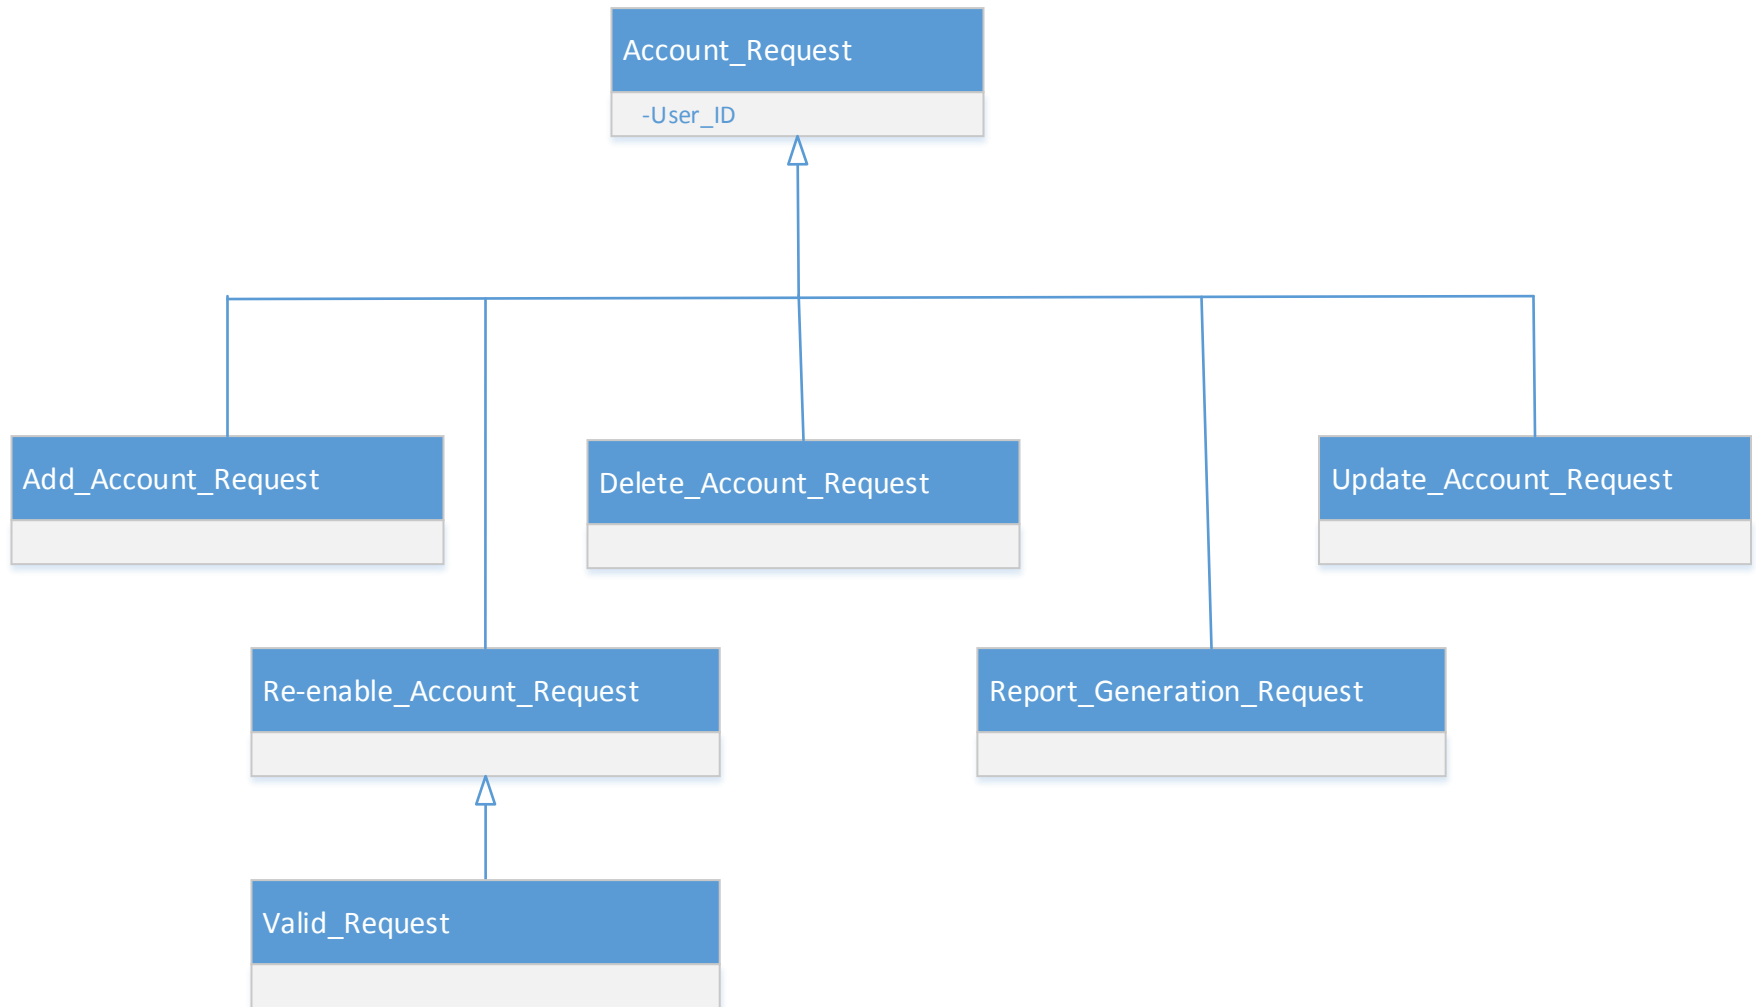 Account_Request
-User_ID
Add_Account_Request
Delete_Account_Request
Update_Account_Request
Re-enable_Account_Request
Report_Generation_Request
Valid_Request